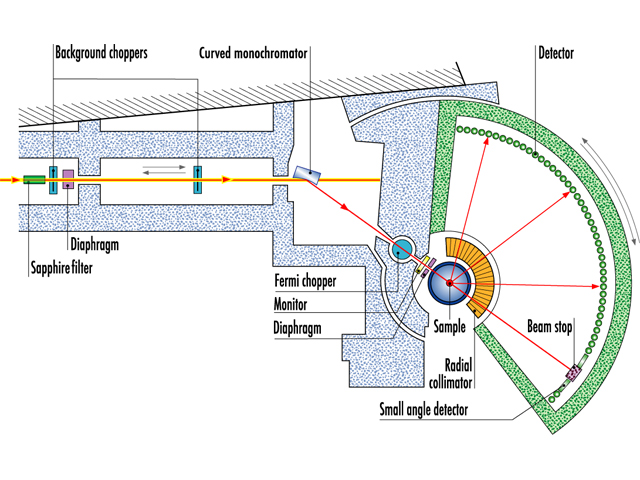 Background choppers
Curved monochromator
Detector
Diaphragm
Sapphire filter
Fermi chopper
Monitor
Diaphragm
Sample
Beam stop
Radial
collimator
Small angle detector